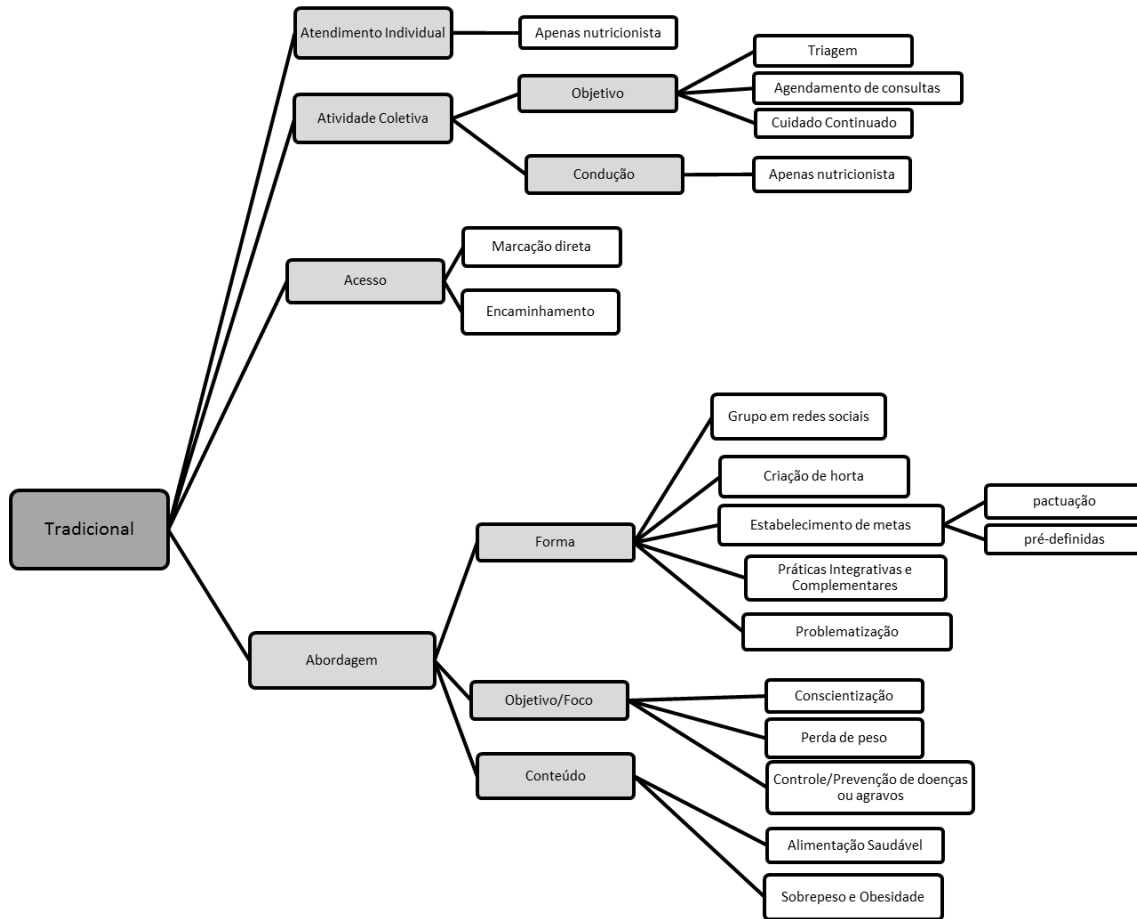 Atendimento Individual
Apenas nutricionista
Triagem
Objetivo
Agendamento de consultas
Atividade Coletiva
Cuidado Continuado
Condução
Apenas nutricionista
Marcação direta
Acesso
Encaminhamento
Grupo em redes sociais
Criação de horta
pactuação
Tradicional
Estabelecimento de metas
Forma
pré-definidas
Práticas Integrativas e
Complementares
Problematização
Abordagem
Conscientização
Objetivo/Foco
Perda de peso
Conteúdo
Controle/Prevenção de doenças
ou agravos
Alimentação Saudável
Sobrepeso e Obesidade